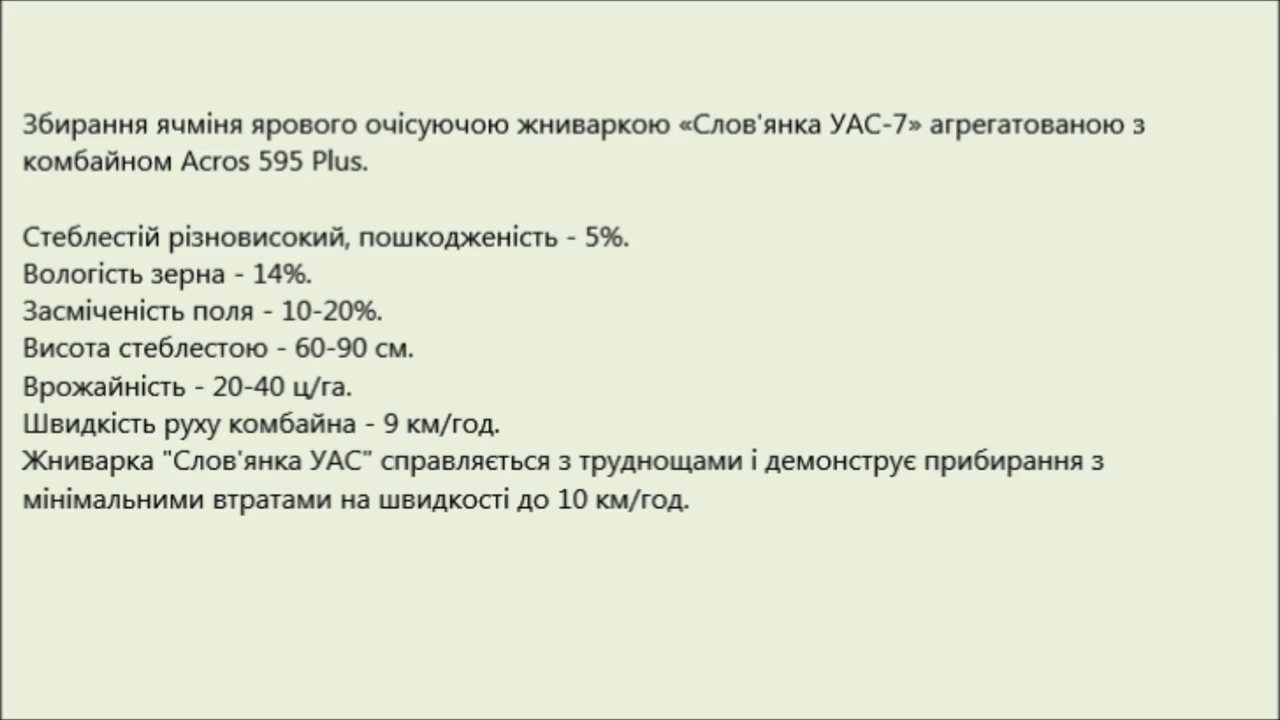 Збирання ячміня ярового очісуючою жниваркою «Слов'янка УАС-7» агрегатованою з
комбайном Acros 595 Plus.
Стеблестій різновисокий, пошкодженість - 5%.
Вологість зерна - 14%.
Засміченість поля - 10-20%.
Висота стеблестою - 60-90 см.
Врожайність - 20-40 ц/га.
Швидкість руху комбайна - 9 км/год.
Жниварка "Слов'янка УАС" справляється з труднощами і демонструє прибирання з
мінімальними втратами на швидкості до 10 км/год.